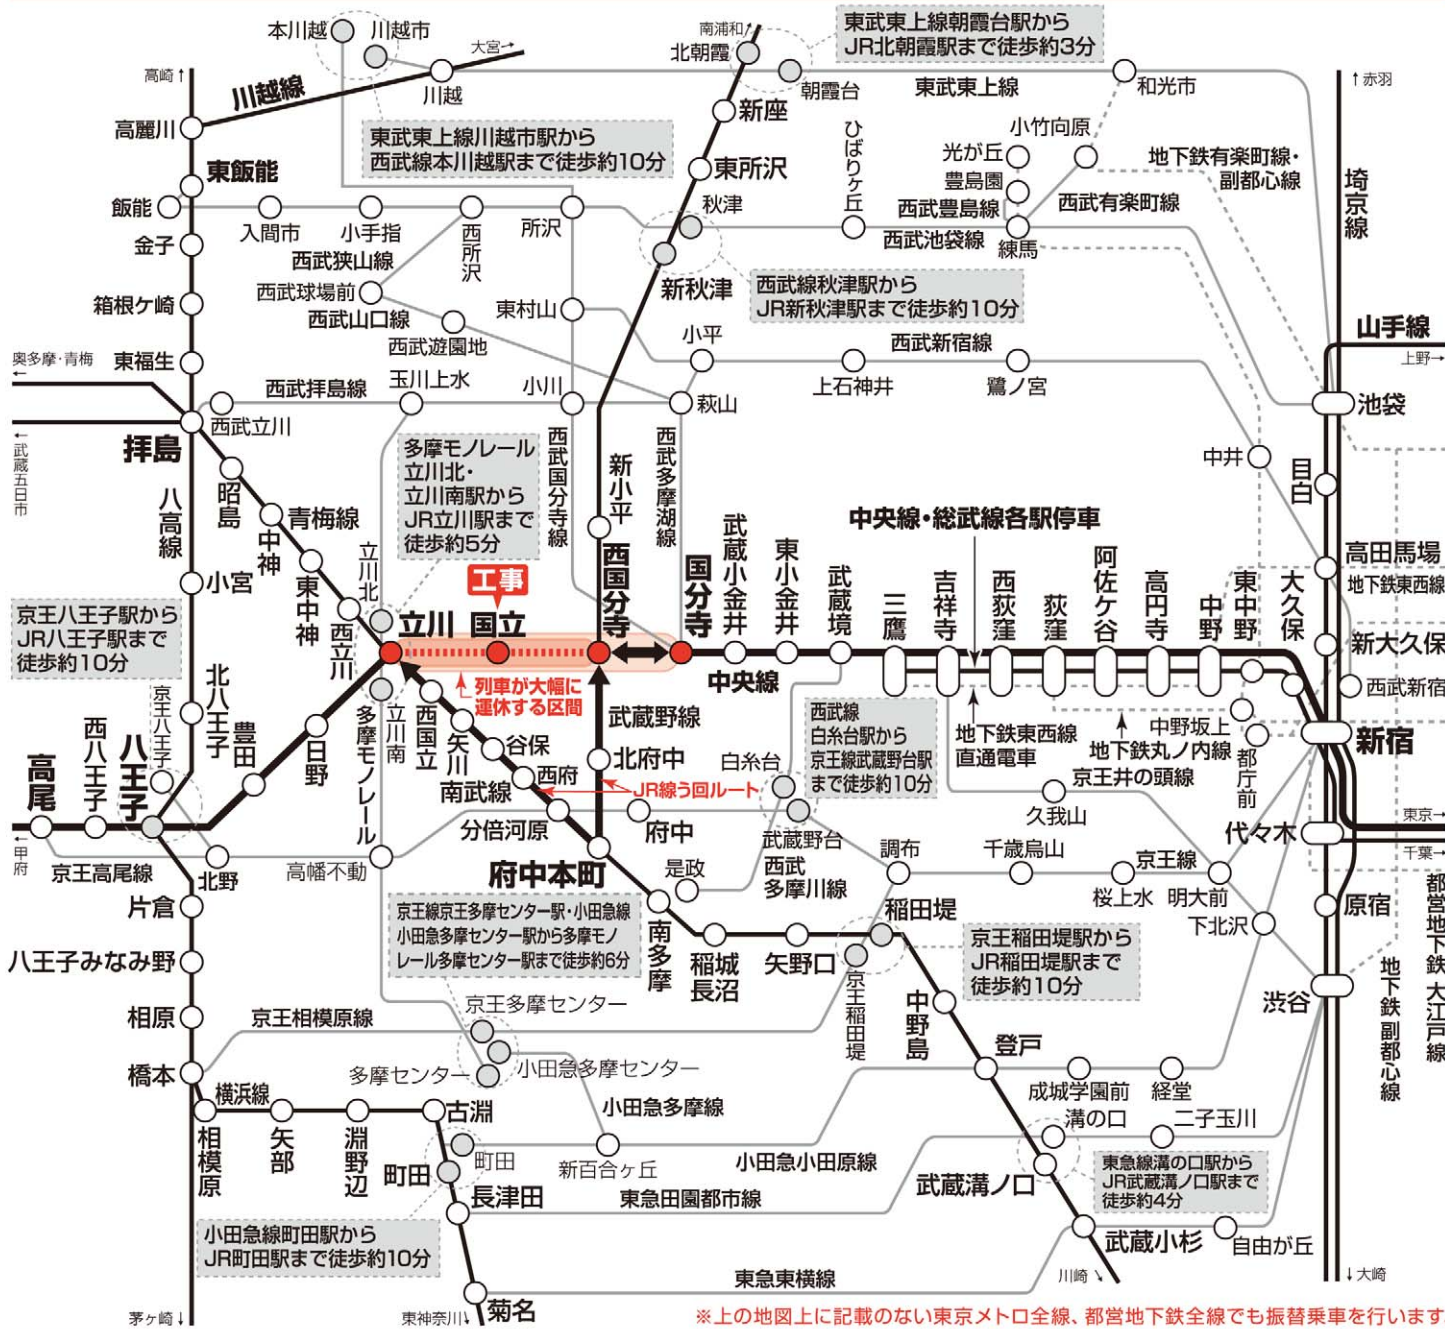 本川越
川越市
大宮→
南浦和↗
北朝霞
東武東上線朝霞台駅から
JR北朝霞駅まで徒歩約3分
高崎↑
川越線
川越
朝霞台
東武東上線
和光市
↑赤羽
高麗川
東武東上線川越市駅から
西武線本川越駅まで徒歩約10分
新座
ひばりヶ丘
小竹向原
光が丘
地下鉄有楽町線・
副都心線
東飯能
東所沢
豊島園
埼京線
飯能
入間市
小手指
西所沢
所沢
秋津
西武豊島線
西武有楽町線
西武池袋線
練馬
金子
西武狭山線
新秋津
西武線秋津駅から
JR新秋津駅まで徒歩約10分
箱根ケ崎
西武球場前
西武山口線
東村山
西武遊園地
小平
西武新宿線
山手線
上野→
奥多摩・青梅
←
東福生
上石神井
鷺ノ宮
西武拝島線
玉川上水
小川
萩山
池袋
西武立川
拝島
←武蔵五日市
八高線
昭島
中神
青梅線
東中神
西立川
多摩モノレール
立川北・
立川南駅から
JR立川駅まで
徒歩約5分
西武国分寺線
新小平
西武多摩湖線
中井
目白
中央線・総武線各駅停車
高田馬場
地下鉄東西線
小宮
立川北
工事
立川
国立
西国分寺
国分寺
武蔵小金井
東小金井
武蔵境
三鷹
吉祥寺
西荻窪
荻窪
阿佐ケ谷
高円寺
中野
東中野
大久保
新大久保
西武新宿
京王八王子駅から
JR八王子駅まで
徒歩約10分
中央線
列車が大幅に
運休する区間
北八王子
京王八王子
豊田
日野
立川南
多摩モノレール
西国立
矢川
谷保
西府
南武線
分倍河原
武蔵野線
北府中
JR線う回ルート
白糸台
西武線
白糸台駅から
京王線武蔵野台駅
まで徒歩約10分
地下鉄東西線
直通電車
中野坂上
地下鉄丸ノ内線
都庁前
新宿
京王井の頭線
久我山
高尾
西八王子
八王子
←甲府
京王高尾線
北野
高幡不動
府中
武蔵野台
府中本町
是政
西武
多摩川線
調布
千歳烏山
京王線
桜上水
明大前
代々木
東京→
千葉→
片倉
京王線京王多摩センター駅・小田急線
小田急多摩センター駅から多摩モノ
レール多摩センター駅まで徒歩約6分
南多摩
稲城
長沼
矢野口
稲田堤
京王稲田堤
京王稲田堤駅から
JR稲田堤駅まで
徒歩約10分
下北沢
原宿
都営地下鉄 大江戸線
八王子みなみ野
相原
京王相模原線
京王多摩センター
小田急多摩センター
多摩センター
中野島
登戸
渋谷
地下鉄 副都心線
橋本
横浜線
古淵
小田急多摩線
成城学園前
経堂
相模原
矢部
淵野辺
町田
町田
新百合ヶ丘
小田急小田原線
溝の口
二子玉川
武蔵溝ノ口
東急線溝の口駅から
JR武蔵溝ノ口駅まで
徒歩約4分
長津田
東急田園都市線
小田急線町田駅から
JR町田駅まで徒歩約10分
武蔵小杉
自由が丘
東急東横線
川崎↘
↓大崎
茅ヶ崎↓
東神奈川↓
菊名
※上の地図上に記載のない東京メトロ全線、都営地下鉄全線でも振替乗車を行います